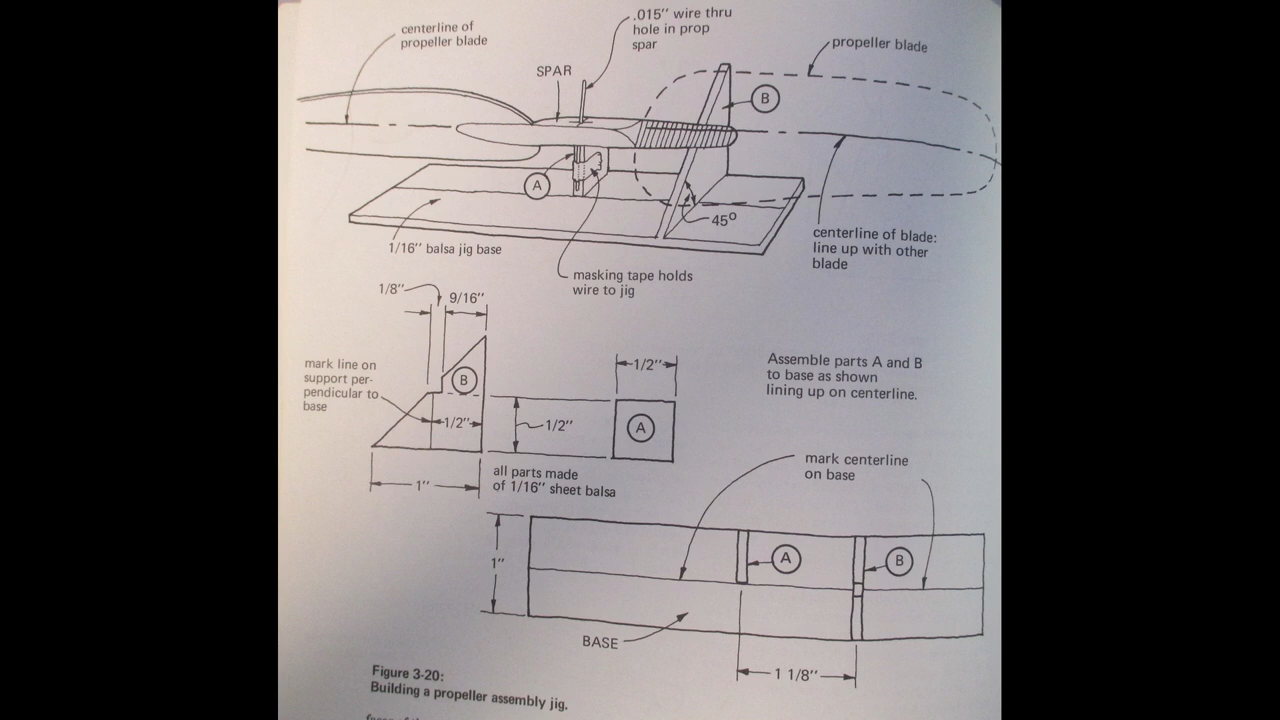 centerline of
propeller blade
.015" wire thru
hole in prop
spar
propeller blade
SPAR
B
A
45°
1/16" balsa jig base
masking tape holds
wire to jig
centerline of blade:
line up with other
blade
1/8"
9/16"
mark line on
support per-
pendicular to
base
B
1/2"
1/2"
1"
all parts made
of 1/16" sheet balsa
1/2"
A
Assemble parts A and B
to base as shown
lining up on centerline.
mark centerline
on base
1"
A
B
BASE
1 1/8"
Figure 3-20:
Building a propeller assembly jig.